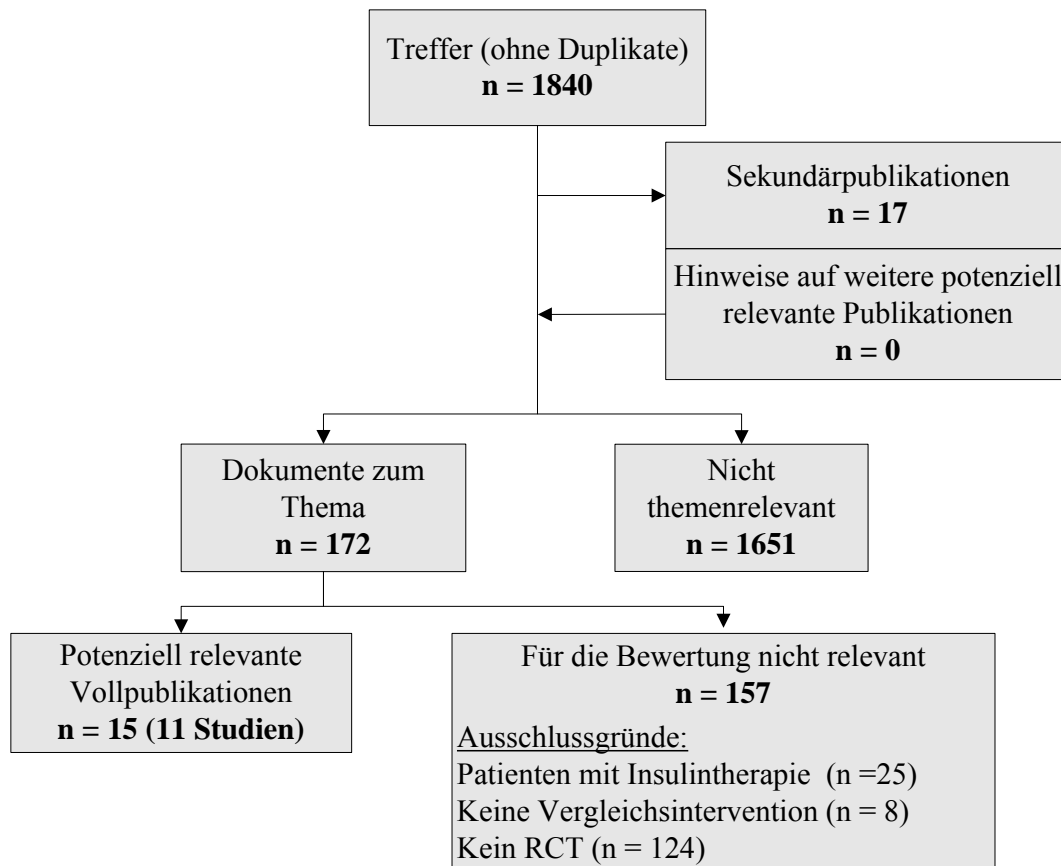 Treffer (ohne Duplikate)
n = 1840
Sekundärpublikationen
n = 17
Hinweise auf weitere potenziell
relevante Publikationen
n = 0
Dokumente zum
Thema
n = 172
Nicht
themenrelevant
n = 1651
Potenziell relevante
Vollpublikationen
n = 15 (11 Studien)
Für die Bewertung nicht relevant
n = 157
Ausschlussgründe:
Patienten mit Insulintherapie  (n =25)
Keine Vergleichsintervention (n = 8)
Kein RCT (n = 124)